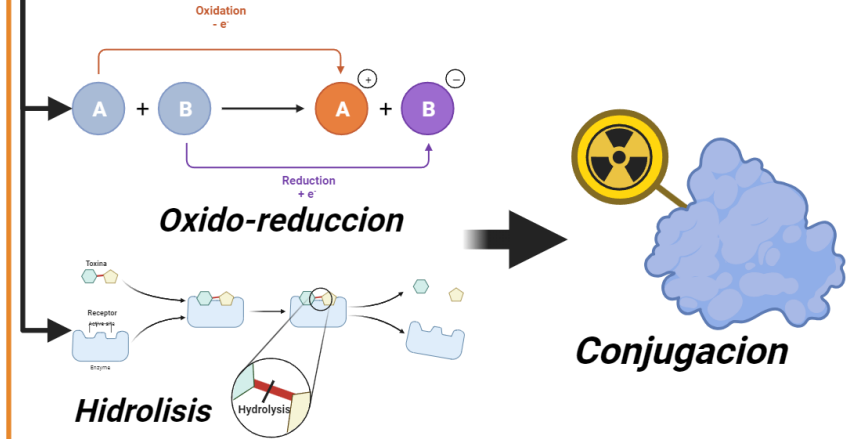 Oxidation
- e-
A + B
A + B
+
−
Reduction
+ e-
Oxido-reduccion
Toxina
Receptor
Enzyme
Hydrolysis
Hidrolisis
Conjugacion